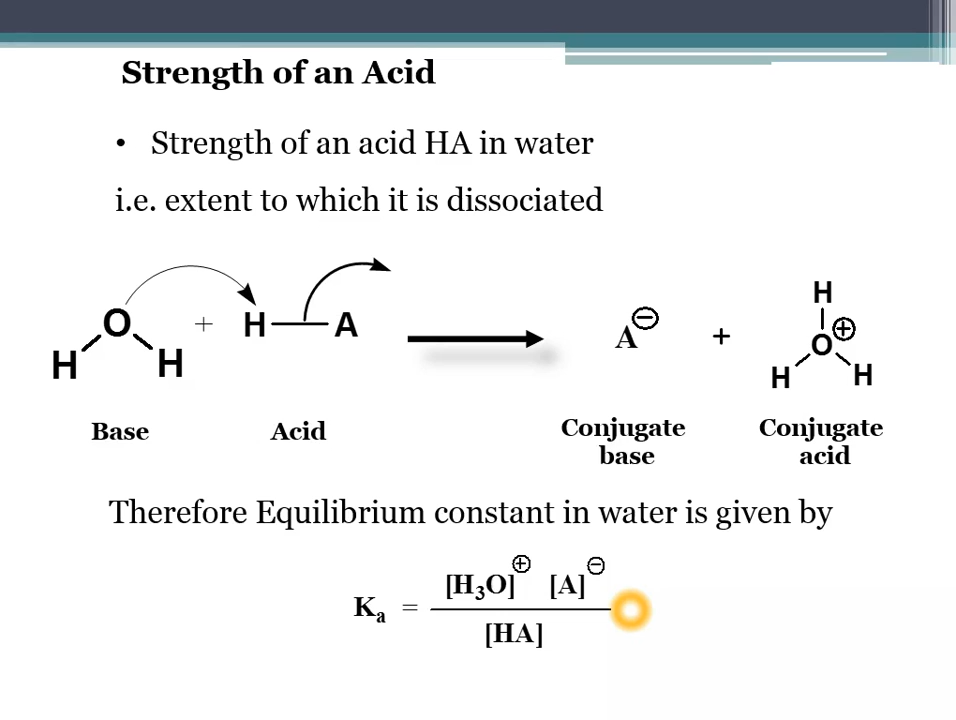 Strength of an Acid
• Strength of an acid HA in water
i.e. extent to which it is dissociated
H O H + H A A ⊖ + H O ⊕ H H
Base Acid Conjugate base Conjugate acid
Therefore Equilibrium constant in water is given by
Ka = [H3O]⊕ [A]⊖
[HA]